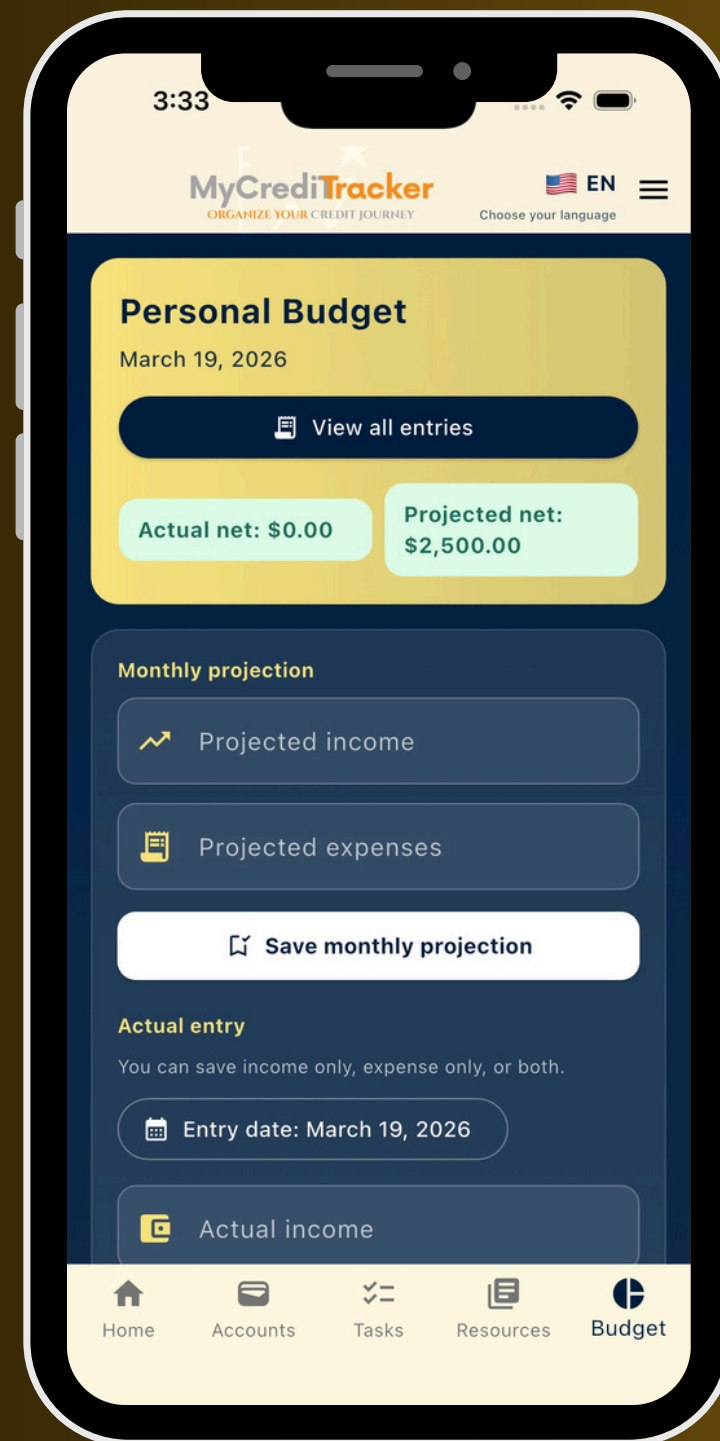 3:33
MyCrediTracker
ORGANIZE YOUR CREDIT JOURNEY
EN
Choose your language
Personal Budget
March 19, 2026
View all entries
Actual net: $0.00
Projected net:
$2,500.00
Monthly projection
Projected income
Projected expenses
Save monthly projection
Actual entry
You can save income only, expense only, or both.
Entry date: March 19, 2026
Actual income
Home
Accounts
Tasks
Resources
Budget